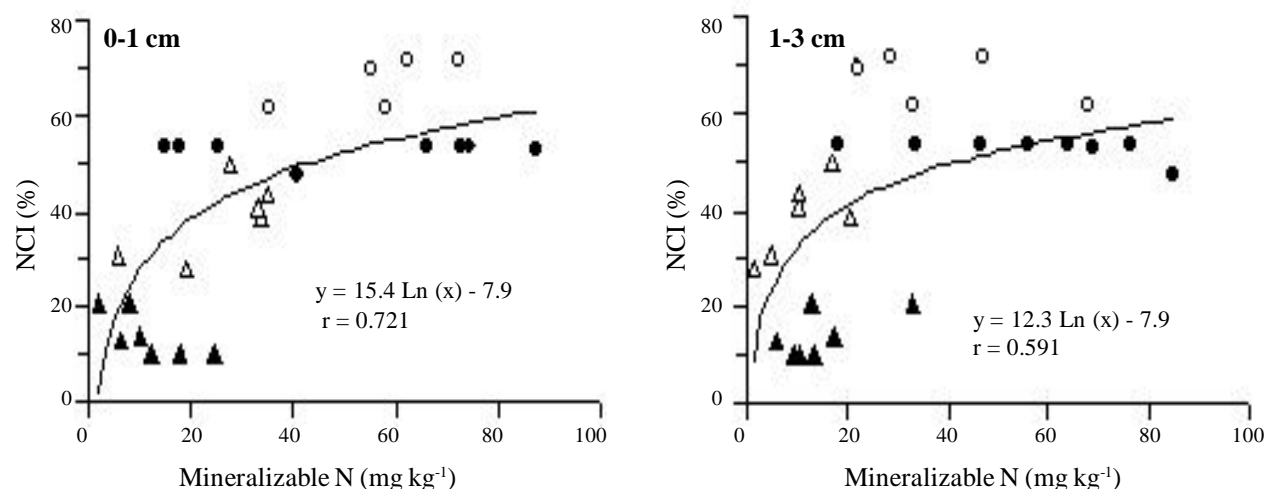 0-1 cm
80
60
40
20
0
NCI (%)
y = 15.4 Ln (x) - 7.9
r = 0.721
0 20 40 60 80 100
Mineralizable N (mg kg⁻¹)
1-3 cm
80
60
40
20
0
NCI (%)
y = 12.3 Ln (x) - 7.9
r = 0.591
0 20 40 60 80 100
Mineralizable N (mg kg⁻¹)